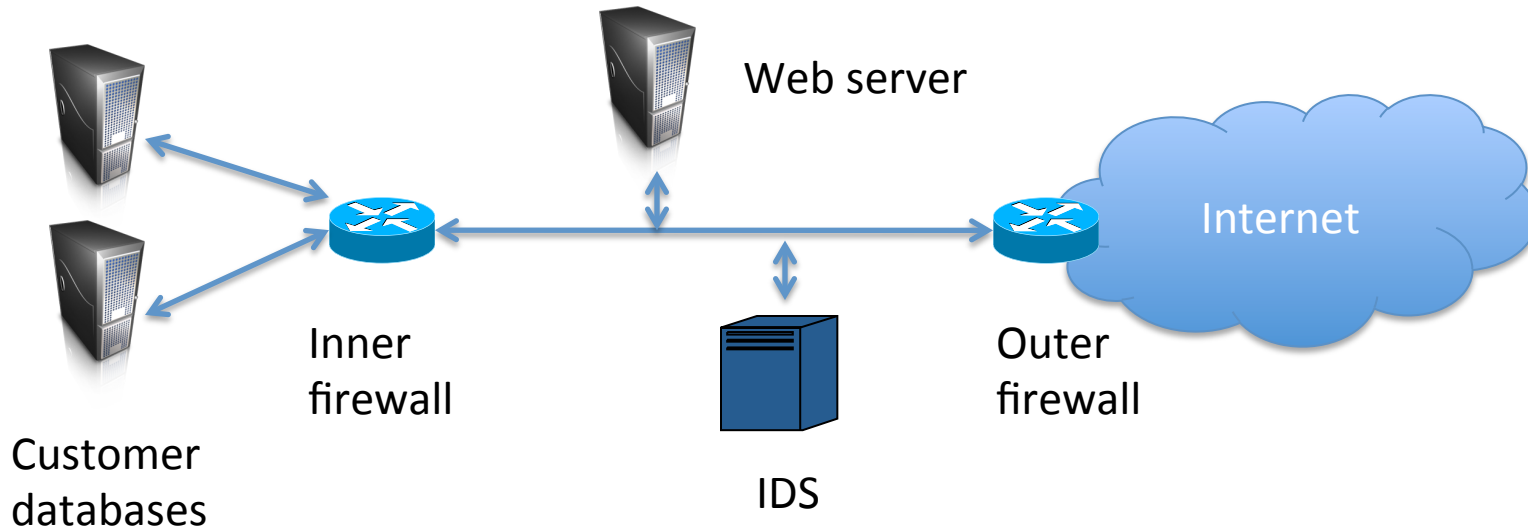 Web server
Internet
Inner
firewall
Outer
firewall
Customer
databases
IDS